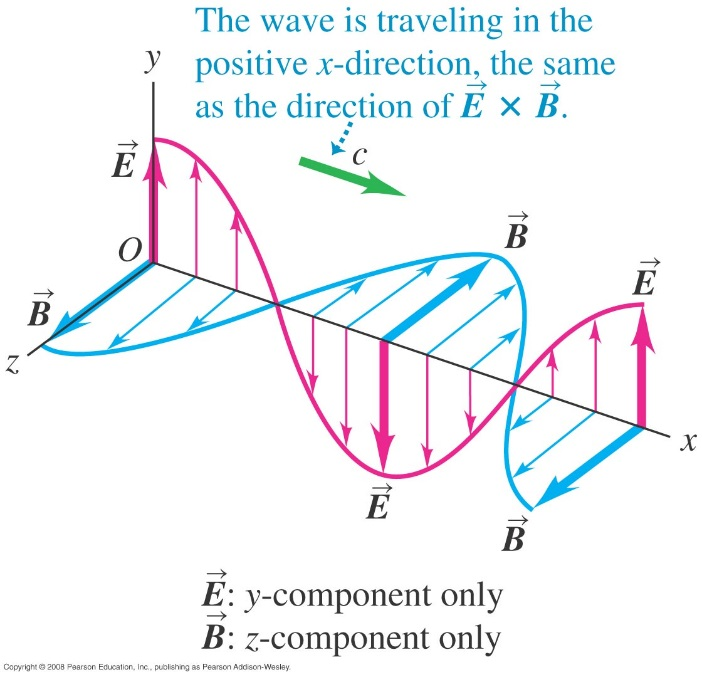 The wave is traveling in the
positive x-direction, the same
as the direction of E⃗ × B⃗.
y
c
E⃗
O
B⃗
z
B⃗
E⃗
x
E⃗
B⃗
E⃗: y-component only
B⃗: z-component only
Copyright © 2008 Pearson Education, Inc., publishing as Pearson Addison-Wesley.